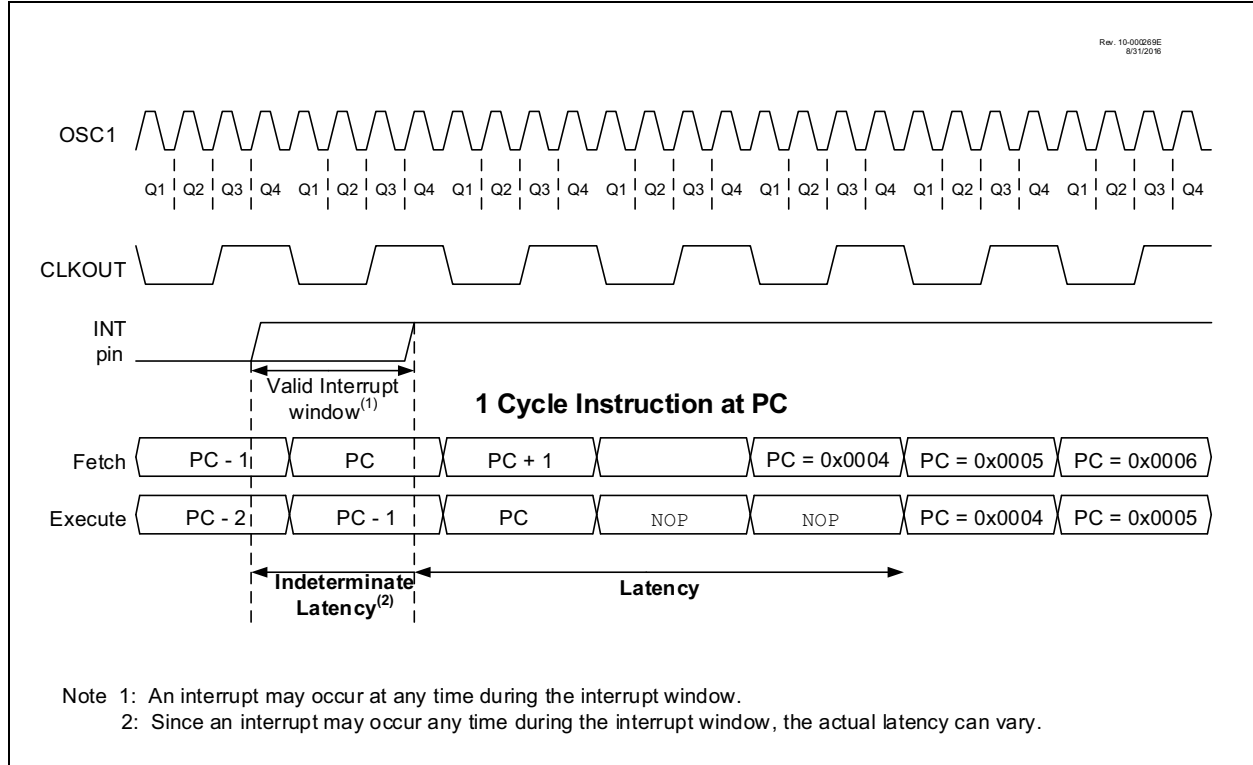 Rev. 10-000269E
8/31/2016
OSC1
Q1 Q2 Q3 Q4 Q1 Q2 Q3 Q4 Q1 Q2 Q3 Q4 Q1 Q2 Q3 Q4 Q1 Q2 Q3 Q4 Q1 Q2 Q3 Q4 Q1 Q2 Q3 Q4
CLKOUT
INT
pin
Valid Interrupt
window(1)
1 Cycle Instruction at PC
Fetch PC - 1 PC PC + 1 PC = 0x0004 PC = 0x0005 PC = 0x0006
Execute PC - 2 PC - 1 PC NOP NOP PC = 0x0004 PC = 0x0005
Indeterminate
Latency(2)
Latency
Note 1: An interrupt may occur at any time during the interrupt window.
2: Since an interrupt may occur any time during the interrupt window, the actual latency can vary.